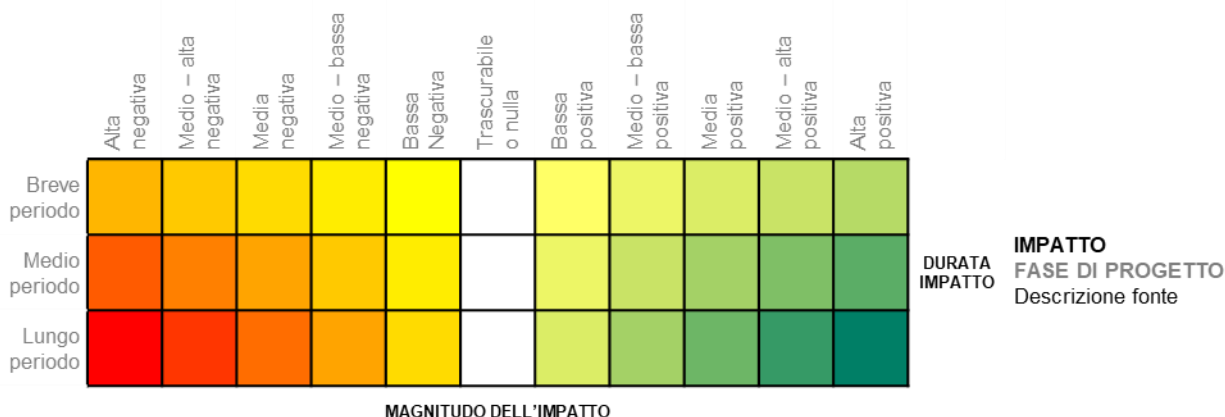 Alta
negativa
Medio – alta
negativa
Media
negativa
Medio – bassa
negativa
Bassa
Negativa
Trascurabile
o nulla
Bassa
positiva
Medio – bassa
positiva
Media
positiva
Medio – alta
positiva
Alta
positiva
Breve
periodo
Medio
periodo
Lungo
periodo
DURATA
IMPATTO
IMPATTO
FASE DI PROGETTO
Descrizione fonte
MAGNITUDO DELL'IMPATTO